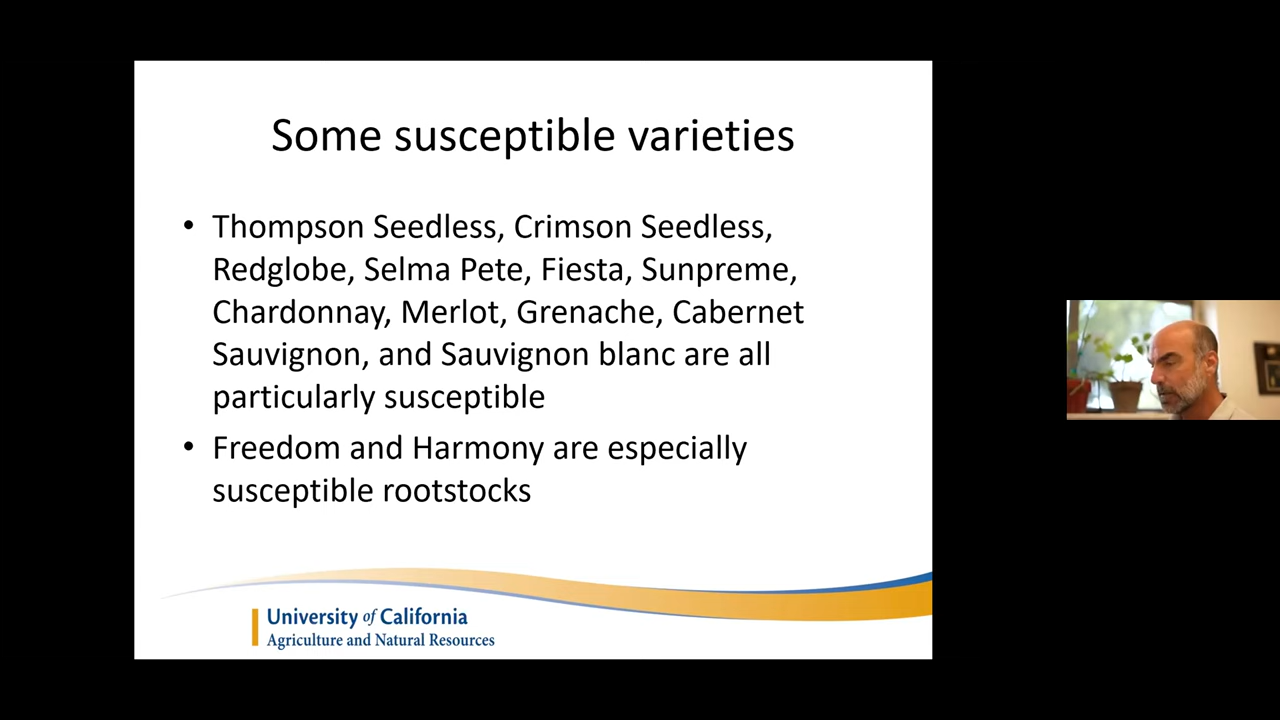 Some susceptible varieties
• Thompson Seedless, Crimson Seedless,
Redglobe, Selma Pete, Fiesta, Sunpreme,
Chardonnay, Merlot, Grenache, Cabernet
Sauvignon, and Sauvignon blanc are all
particularly susceptible
• Freedom and Harmony are especially
susceptible rootstocks
University of California
Agriculture and Natural Resources